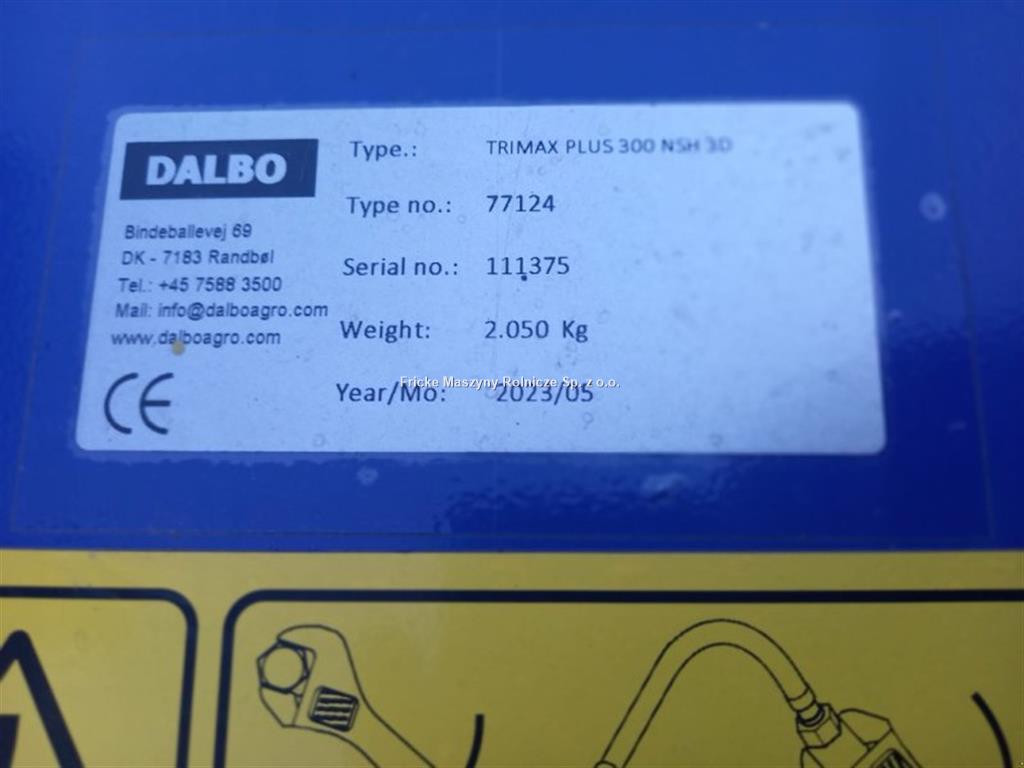 DALBO
Bindeballevej 69
DK - 7183 Randbøl
Tel.: +45 7588 3500
Mail: info@dalboagro.com
www.dalboagro.com
CE
Type.: TRIMAX PLUS 300 NSH 3D
Type no.: 77124
Serial no.: 111375
Weight: 2.050 Kg
Year/Mo: 2023/05
Fricke Maszyny Rolnicze Sp. z o.o.